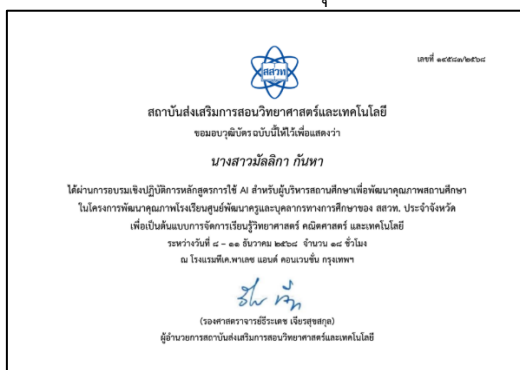 สสวท
เลขที่ ๑๔๕๘๗/๒๕๖๘
สถาบันส่งเสริมการสอนวิทยาศาสตร์และเทคโนโลยี
ขอมอบวุฒิบัตรฉบับนี้ให้ไว้เพื่อแสดงว่า
นางสาวมัลลิกา กันหา
ได้ผ่านการอบรมเชิงปฏิบัติการหลักสูตรการใช้ AI สำหรับผู้บริหารสถานศึกษาเพื่อพัฒนาคุณภาพสถานศึกษา
ในโครงการพัฒนาคุณภาพโรงเรียนศูนย์พัฒนาครูและบุคลากรทางการศึกษาของ สสวท. ประจำจังหวัด
เพื่อเป็นต้นแบบการจัดการเรียนรู้วิทยาศาสตร์ คณิตศาสตร์ และเทคโนโลยี
ระหว่างวันที่ ๘ – ๑๑ ธันวาคม ๒๕๖๘ จำนวน ๑๘ ชั่วโมง
ณ โรงแรมทีเค.พาเลซ แอนด์ คอนเวนชั่น กรุงเทพฯ
(รองศาสตราจารย์ธีระเดช เจียรสุขสกุล)
ผู้อำนวยการสถาบันส่งเสริมการสอนวิทยาศาสตร์และเทคโนโลยี